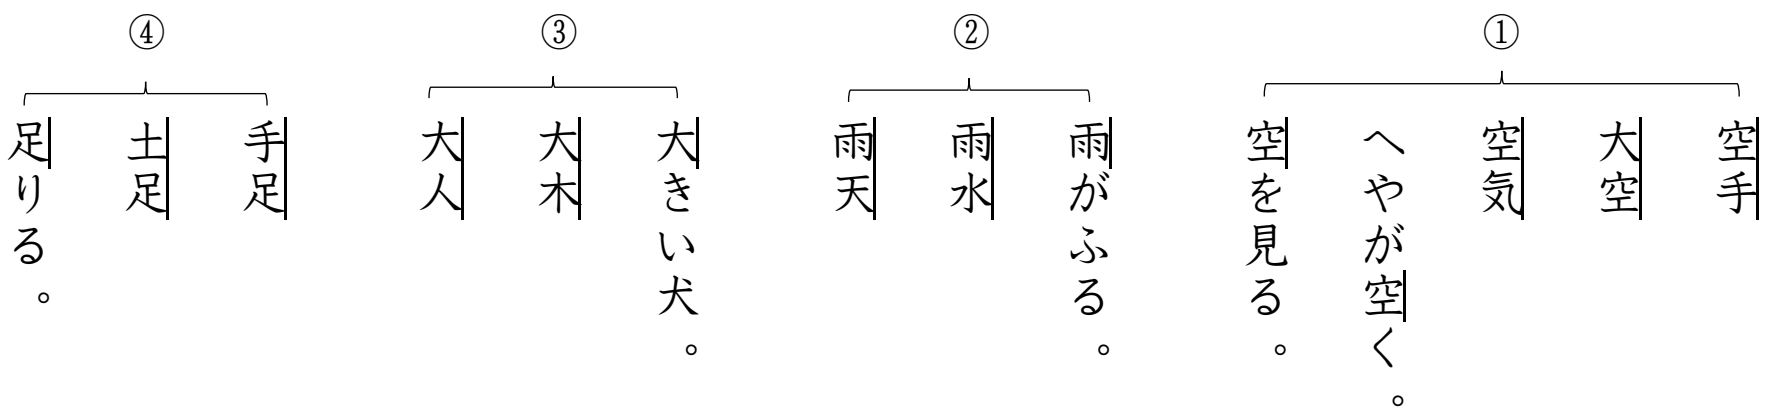 ①
空手
大空
空気
へやが空く。
空を見る。
②
雨がふる。
雨水
雨天
③
大きい犬。
大木
大人
④
手足
土足
足りる。